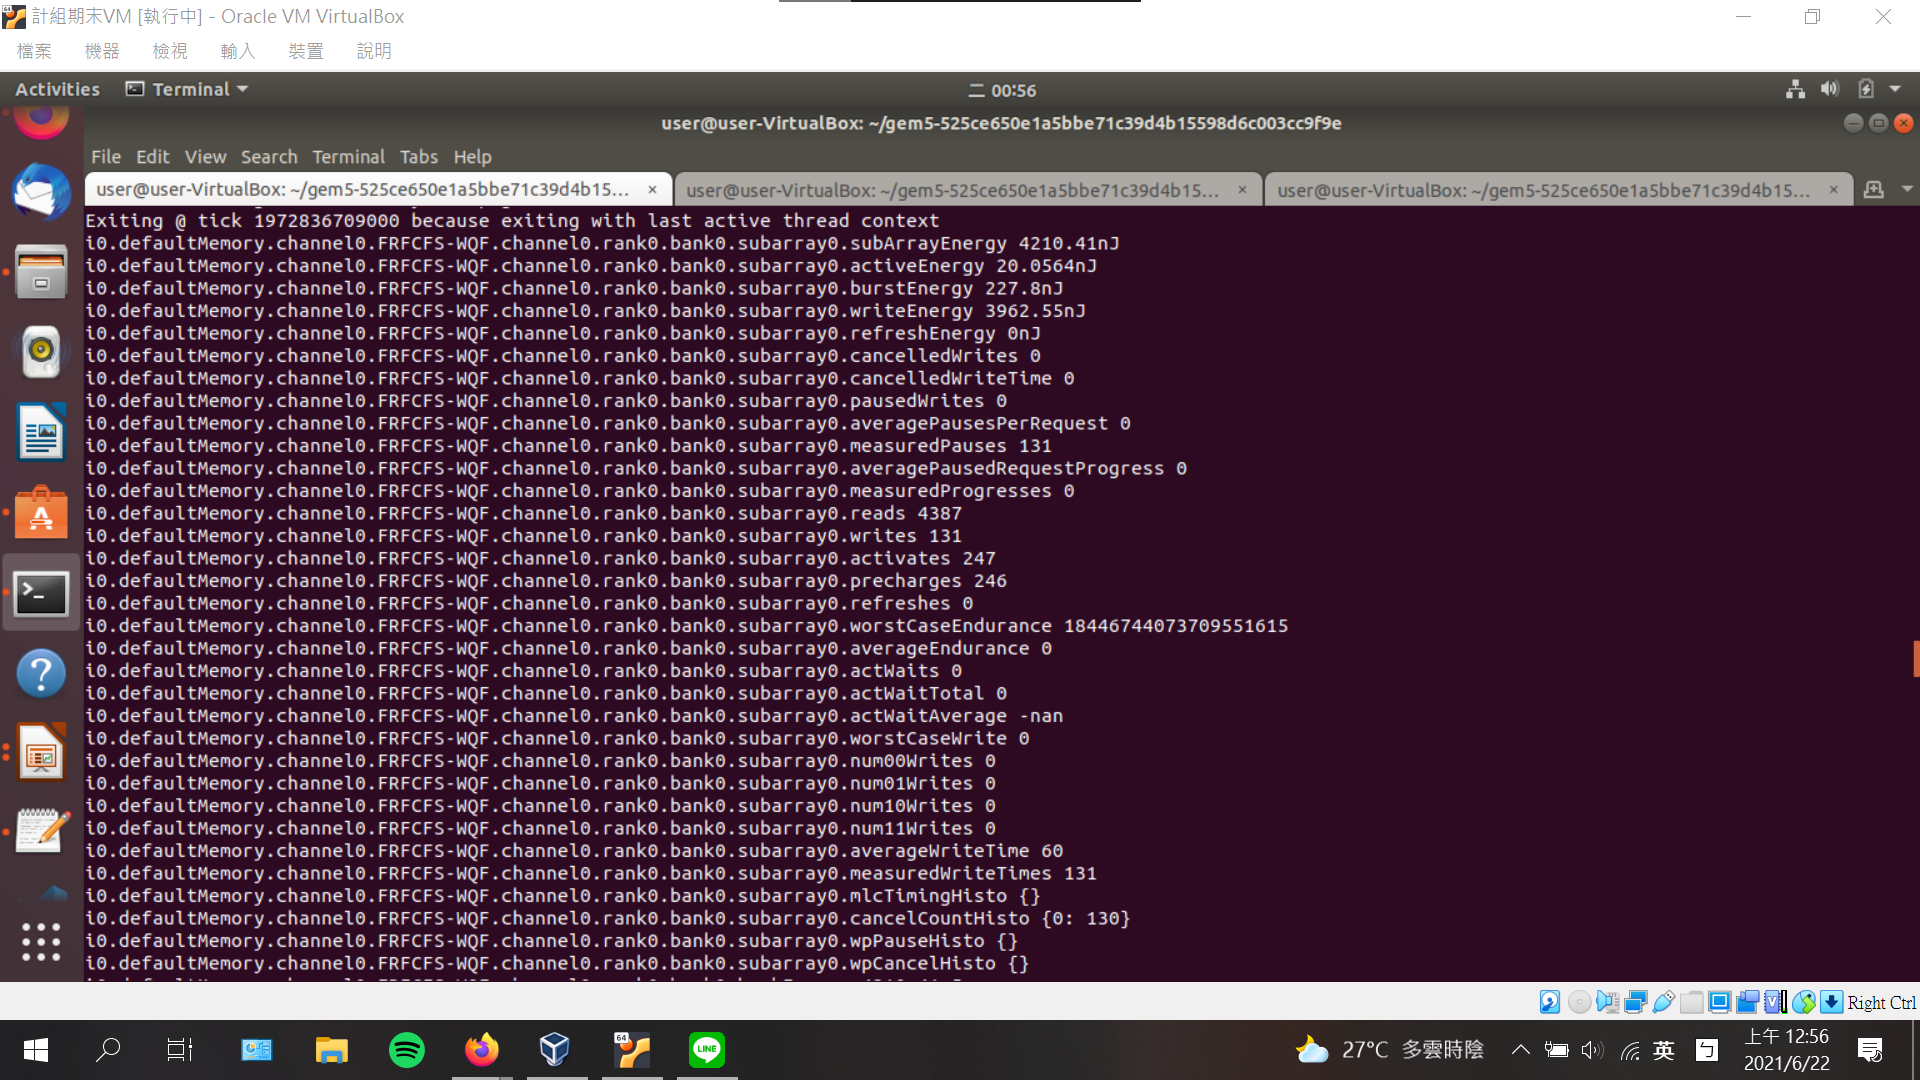 計組期末VM [執行中] - Oracle VM VirtualBox
檔案 機器 檢視 輸入 裝置 說明
Activities Terminal 二 00:56
user@user-VirtualBox: ~/gem5-525ce650e1a5bbe71c39d4b15598d6c003cc9f9e
File Edit View Search Terminal Tabs Help
user@user-VirtualBox: ~/gem5-525ce650e1a5bbe71c39d4b15... × user@user-VirtualBox: ~/gem5-525ce650e1a5bbe71c39d4b15... × user@user-VirtualBox: ~/gem5-525ce650e1a5bbe71c39d4b15... ×
Exiting @ tick 1972836709000 because exiting with last active thread context
i0.defaultMemory.channel0.FRFCFS-WQF.channel0.rank0.bank0.subarray0.subArrayEnergy 4210.41nJ
i0.defaultMemory.channel0.FRFCFS-WQF.channel0.rank0.bank0.subarray0.activeEnergy 20.0564nJ
i0.defaultMemory.channel0.FRFCFS-WQF.channel0.rank0.bank0.subarray0.burstEnergy 227.8nJ
i0.defaultMemory.channel0.FRFCFS-WQF.channel0.rank0.bank0.subarray0.writeEnergy 3962.55nJ
i0.defaultMemory.channel0.FRFCFS-WQF.channel0.rank0.bank0.subarray0.refreshEnergy 0nJ
i0.defaultMemory.channel0.FRFCFS-WQF.channel0.rank0.bank0.subarray0.cancelledWrites 0
i0.defaultMemory.channel0.FRFCFS-WQF.channel0.rank0.bank0.subarray0.cancelledWriteTime 0
i0.defaultMemory.channel0.FRFCFS-WQF.channel0.rank0.bank0.subarray0.pausedWrites 0
i0.defaultMemory.channel0.FRFCFS-WQF.channel0.rank0.bank0.subarray0.averagePausesPerRequest 0
i0.defaultMemory.channel0.FRFCFS-WQF.channel0.rank0.bank0.subarray0.measuredPauses 131
i0.defaultMemory.channel0.FRFCFS-WQF.channel0.rank0.bank0.subarray0.averagePausedRequestProgress 0
i0.defaultMemory.channel0.FRFCFS-WQF.channel0.rank0.bank0.subarray0.measuredProgresses 0
i0.defaultMemory.channel0.FRFCFS-WQF.channel0.rank0.bank0.subarray0.reads 4387
i0.defaultMemory.channel0.FRFCFS-WQF.channel0.rank0.bank0.subarray0.writes 131
i0.defaultMemory.channel0.FRFCFS-WQF.channel0.rank0.bank0.subarray0.activates 247
i0.defaultMemory.channel0.FRFCFS-WQF.channel0.rank0.bank0.subarray0.precharges 246
i0.defaultMemory.channel0.FRFCFS-WQF.channel0.rank0.bank0.subarray0.refreshes 0
i0.defaultMemory.channel0.FRFCFS-WQF.channel0.rank0.bank0.subarray0.worstCaseEndurance 18446744073709551615
i0.defaultMemory.channel0.FRFCFS-WQF.channel0.rank0.bank0.subarray0.averageEndurance 0
i0.defaultMemory.channel0.FRFCFS-WQF.channel0.rank0.bank0.subarray0.actWaits 0
i0.defaultMemory.channel0.FRFCFS-WQF.channel0.rank0.bank0.subarray0.actWaitTotal 0
i0.defaultMemory.channel0.FRFCFS-WQF.channel0.rank0.bank0.subarray0.actWaitAverage -nan
i0.defaultMemory.channel0.FRFCFS-WQF.channel0.rank0.bank0.subarray0.worstCaseWrite 0
i0.defaultMemory.channel0.FRFCFS-WQF.channel0.rank0.bank0.subarray0.num00Writes 0
i0.defaultMemory.channel0.FRFCFS-WQF.channel0.rank0.bank0.subarray0.num01Writes 0
i0.defaultMemory.channel0.FRFCFS-WQF.channel0.rank0.bank0.subarray0.num10Writes 0
i0.defaultMemory.channel0.FRFCFS-WQF.channel0.rank0.bank0.subarray0.num11Writes 0
i0.defaultMemory.channel0.FRFCFS-WQF.channel0.rank0.bank0.subarray0.averageWriteTime 60
i0.defaultMemory.channel0.FRFCFS-WQF.channel0.rank0.bank0.subarray0.measuredWriteTimes 131
i0.defaultMemory.channel0.FRFCFS-WQF.channel0.rank0.bank0.subarray0.mlcTimingHisto {}
i0.defaultMemory.channel0.FRFCFS-WQF.channel0.rank0.bank0.subarray0.cancelCountHisto {0: 130}
i0.defaultMemory.channel0.FRFCFS-WQF.channel0.rank0.bank0.subarray0.wpPauseHisto {}
i0.defaultMemory.channel0.FRFCFS-WQF.channel0.rank0.bank0.subarray0.wpCancelHisto {}
Right Ctrl
64 LINE 27°C 多雲時陰 英 ㄅ 上午 12:56
2021/6/22